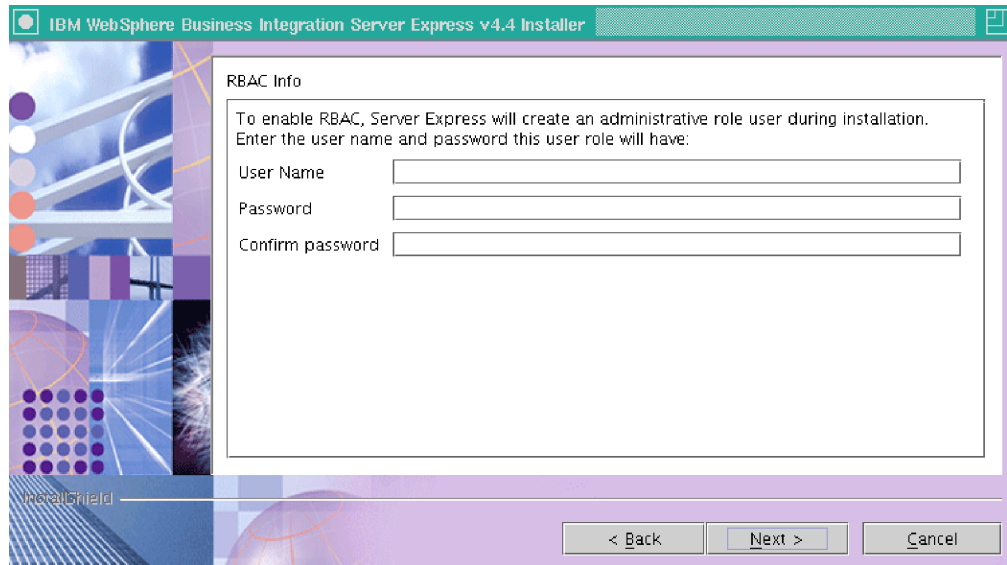 IBM WebSphere Business Integration Server Express v4.4 Installer
RBAC Info
To enable RBAC, Server Express will create an administrative role user during installation.
Enter the user name and password this user role will have:
User Name
Password
Confirm password
InstallShield
< Back
Next >
Cancel